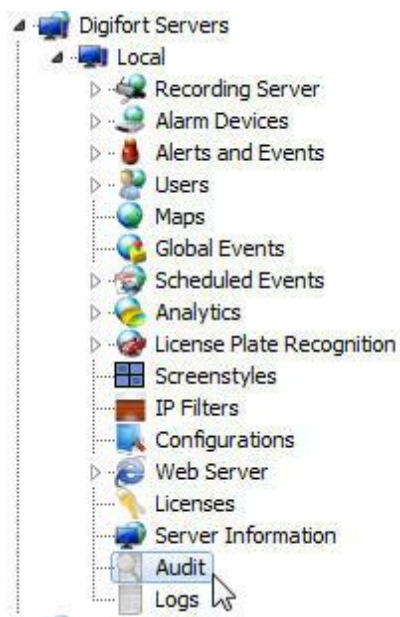 Digifort Servers
Local
Recording Server
Alarm Devices
Alerts and Events
Users
Maps
Global Events
Scheduled Events
Analytics
License Plate Recognition
Screenstyles
IP Filters
Configurations
Web Server
Licenses
Server Information
Audit
Logs